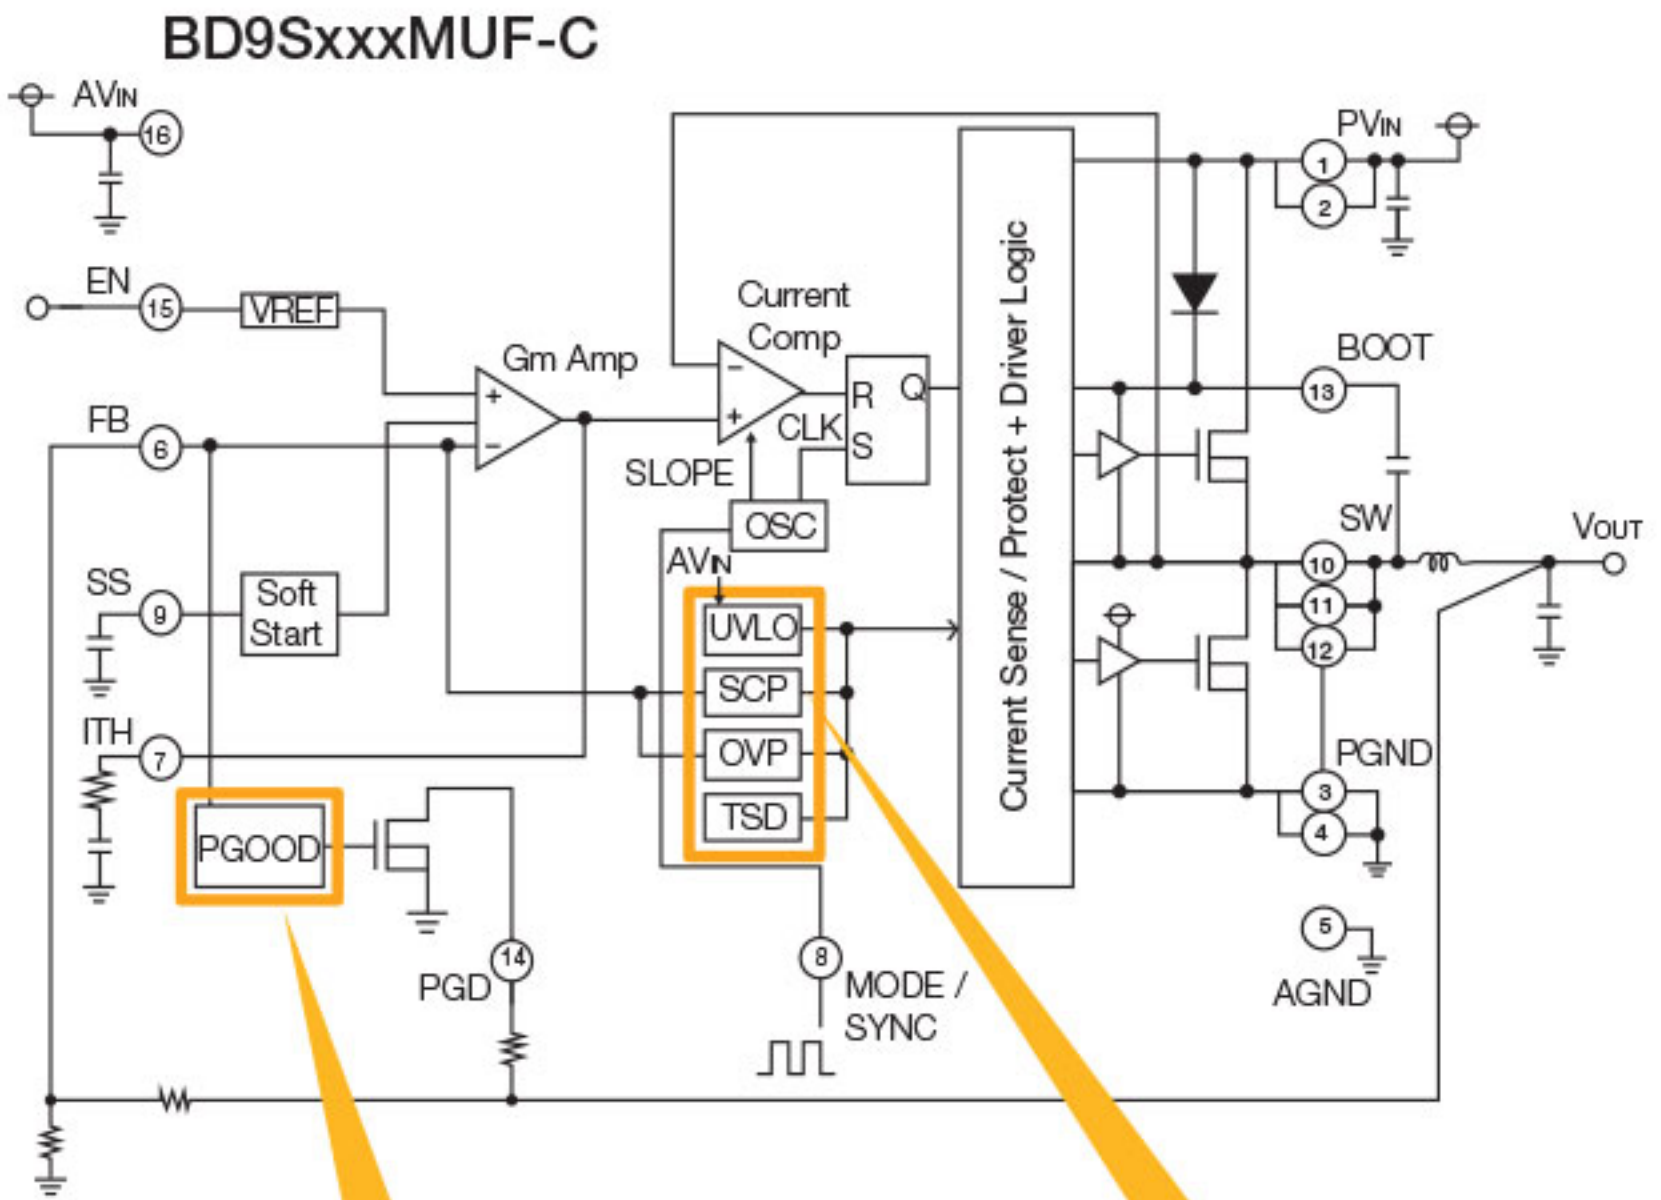 BD9SxxxMUF-C
AVIN
16
PVIN
1
2
EN
15
VREF
Current
Comp
Gm Amp
BOOT
13
R
Q
CLK
S
FB
6
SLOPE
OSC
Current Sense / Protect + Driver Logic
SW
10
11
12
VOUT
AVIN
SS
9
Soft
Start
UVLO
SCP
OVP
TSD
ITH
7
PGND
3
4
PGOOD
14
PGD
8
MODE /
SYNC
5
AGND